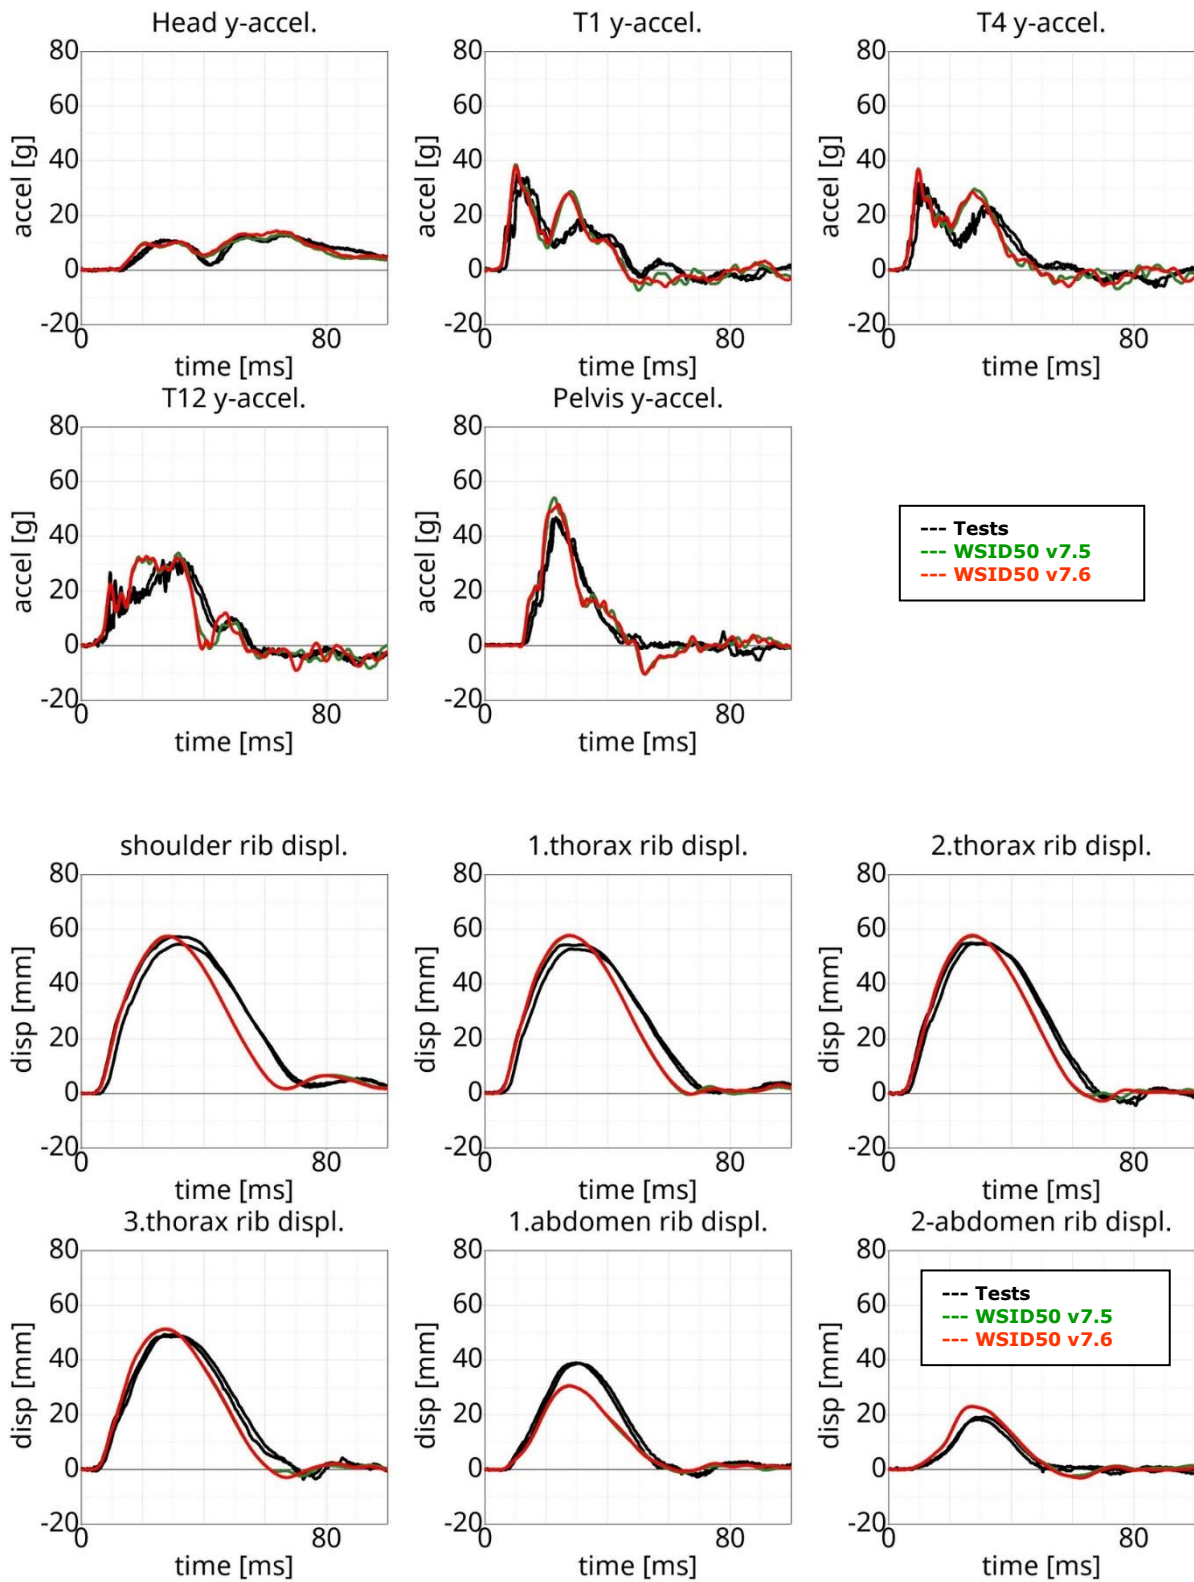 Head y-accel. T1 y-accel. T4 y-accel.
80 80 80
60 60 60
40 40 40
20 20 20
0 0 0
-20 -20 -20
0 80 0 80 0 80
accel [g] accel [g] accel [g]
time [ms] time [ms] time [ms]
T12 y-accel. Pelvis y-accel.
80 80
60 60
40 40
20 20
0 0
-20 -20
0 80 0 80
accel [g] accel [g]
time [ms] time [ms]
--- Tests
--- WSID50 v7.5
--- WSID50 v7.6
shoulder rib displ. 1.thorax rib displ. 2.thorax rib displ.
80 80 80
60 60 60
40 40 40
20 20 20
0 0 0
-20 -20 -20
0 80 0 80 0 80
disp [mm] disp [mm] disp [mm]
time [ms] time [ms] time [ms]
3.thorax rib displ. 1.abdomen rib displ. 2-abdomen rib displ.
80 80 80
60 60 60
40 40 40
20 20 20
0 0 0
-20 -20 -20
0 80 0 80 0 80
disp [mm] disp [mm] disp [mm]
time [ms] time [ms] time [ms]
--- Tests
--- WSID50 v7.5
--- WSID50 v7.6